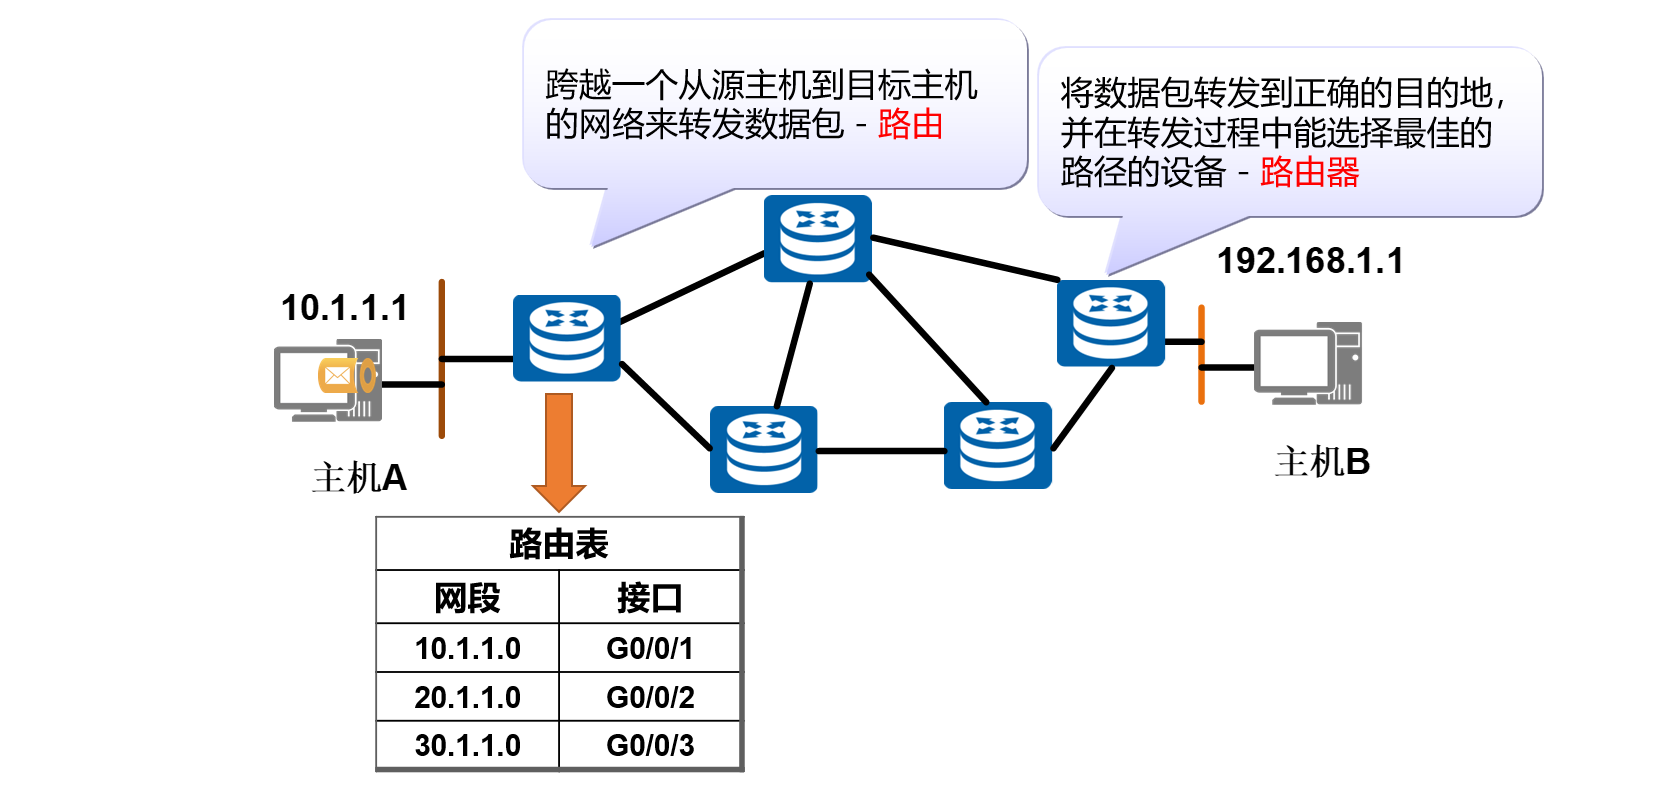 跨越一个从源主机到目标主机
的网络来转发数据包 - 路由
将数据包转发到正确的目的地，
并在转发过程中能选择最佳的
路径的设备 - 路由器
10.1.1.1
192.168.1.1
主机A
主机B
路由表
网段 接口
10.1.1.0 G0/0/1
20.1.1.0 G0/0/2
30.1.1.0 G0/0/3